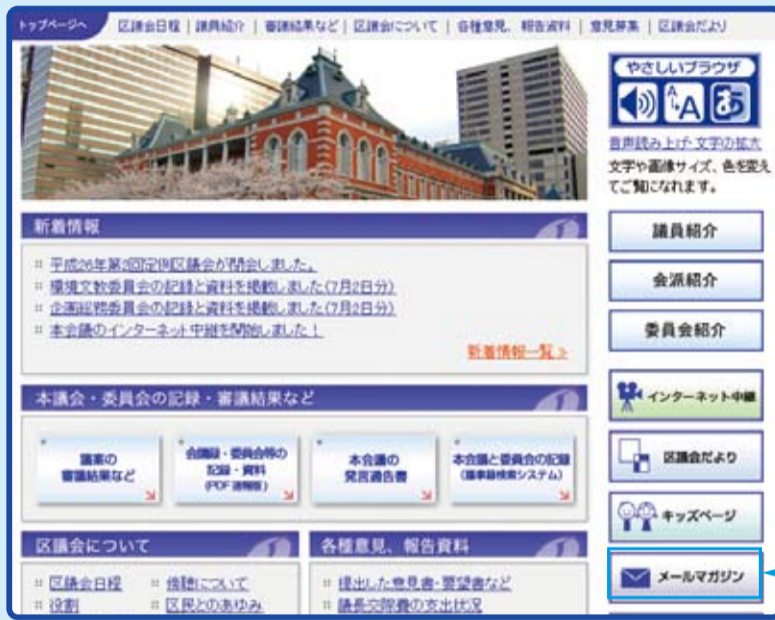 トップページへ
区議会日程 | 議員紹介 | 審議結果など | 区議会について | 各種意見、報告資料 | 意見募集 | 区議会だより
やさしいブラウザ
A A あ
音声読み上げ・文字の拡大
文字や画像サイズ、色を変え
てご覧になれます。
新着情報
平成26年第2回定例区議会が閉会しました。
環境文教委員会の記録と資料を掲載しました(7月2日分)
企画総務委員会の記録と資料を掲載しました(7月2日分)
本会議のインターネット中継を開始しました!
新着情報一覧 >
議員紹介
会派紹介
委員会紹介
インターネット中継
区議会だより
キッズページ
メールマガジン
本議会・委員会の記録・審議結果など
議案の
審議結果など
会議録・委員会等の
記録・資料
(PDF 速報版)
本会議の
発言通告書
本会議と委員会の記録
(議事録検索システム)
区議会について
区議会日程
傍聴について
役割
区民とのあゆみ
各種意見、報告資料
提出した意見書・要望書など
議長交際費の支出状況